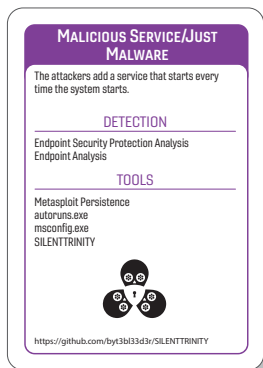 Malicious Service/Just
Malware
The attackers add a service that starts every
time the system starts.
DETECTION
Endpoint Security Protection Analysis
Endpoint Analysis
TOOLS
Metasploit Persistence
autoruns.exe
msconfig.exe
SILENTTRINITY
https://github.com/byt3bl33d3r/SILENTTRINITY